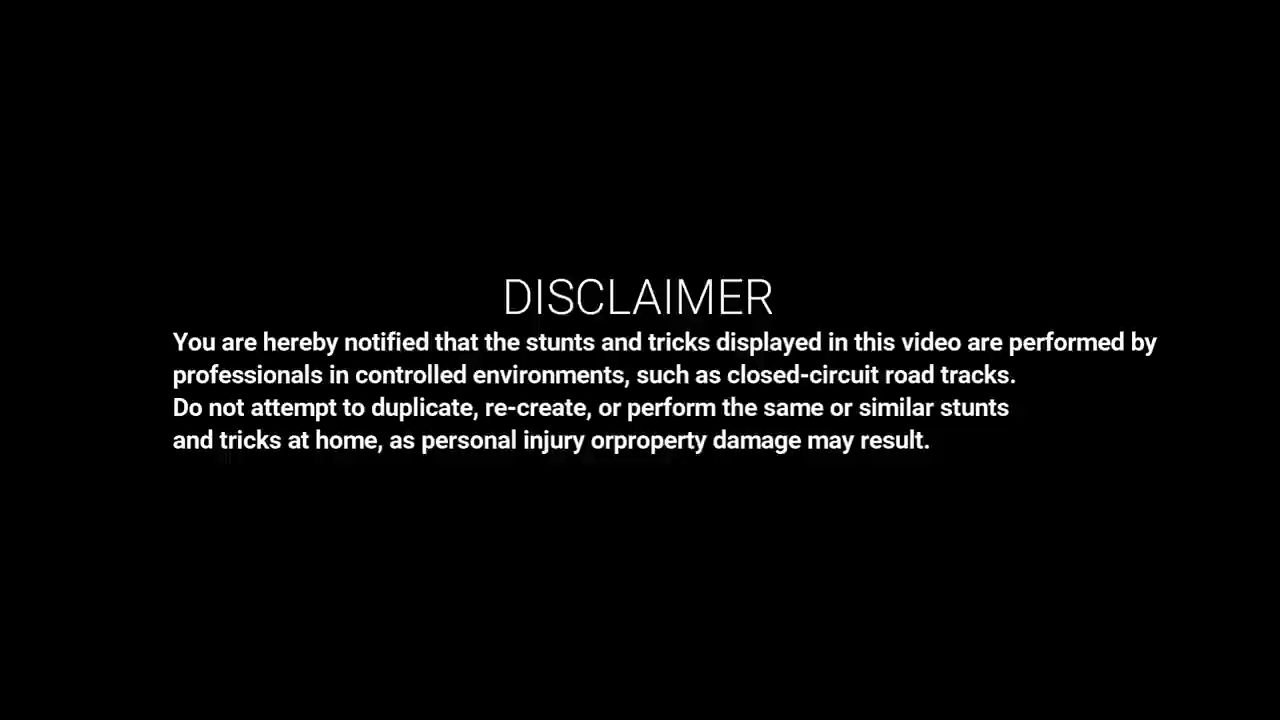 DISCLAIMER
You are hereby notified that the stunts and tricks displayed in this video are performed by
professionals in controlled environments, such as closed-circuit road tracks.
Do not attempt to duplicate, re-create, or perform the same or similar stunts
and tricks at home, as personal injury orproperty damage may result.